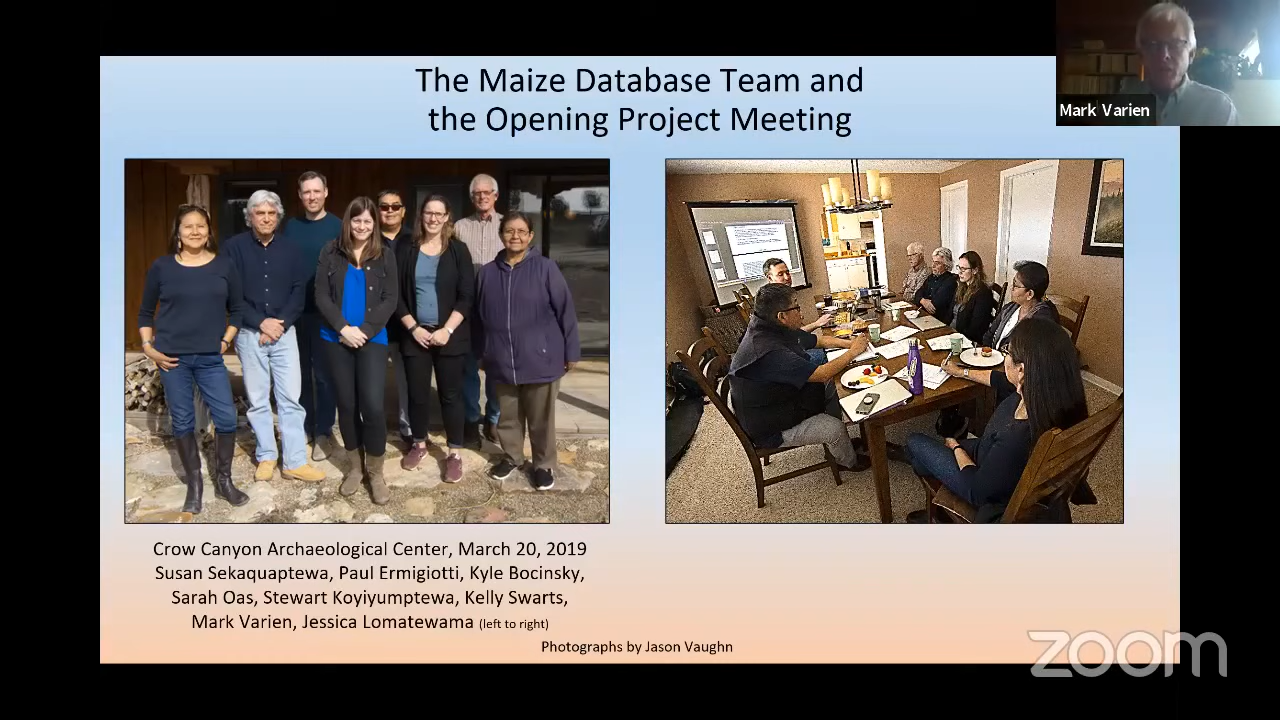 The Maize Database Team and
the Opening Project Meeting
Mark Varien
Crow Canyon Archaeological Center, March 20, 2019
Susan Sekaquaptewa, Paul Ermigiotti, Kyle Bocinsky,
Sarah Oas, Stewart Koyiyumptewa, Kelly Swarts,
Mark Varien, Jessica Lomatewama (left to right)
Photographs by Jason Vaughn
zoom